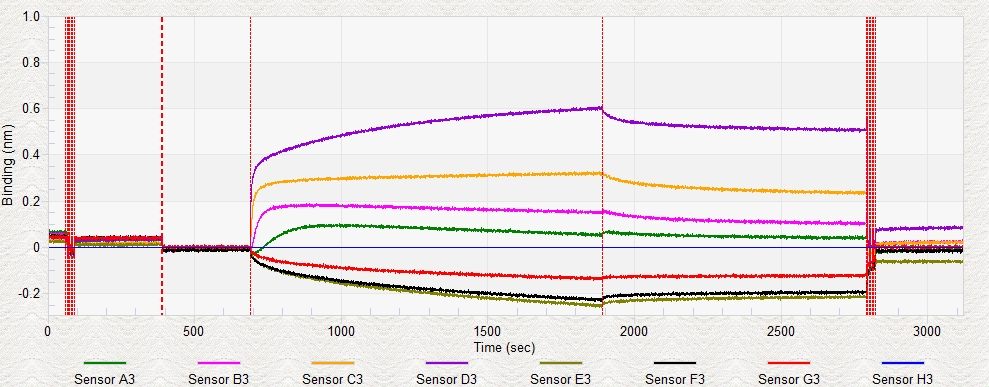 1.0
0.8
0.6
0.4
0.2
0
-0.2
Binding (nm)
0 500 1000 1500 2000 2500 3000
Time (sec)
Sensor A3 Sensor B3 Sensor C3 Sensor D3 Sensor E3 Sensor F3 Sensor G3 Sensor H3